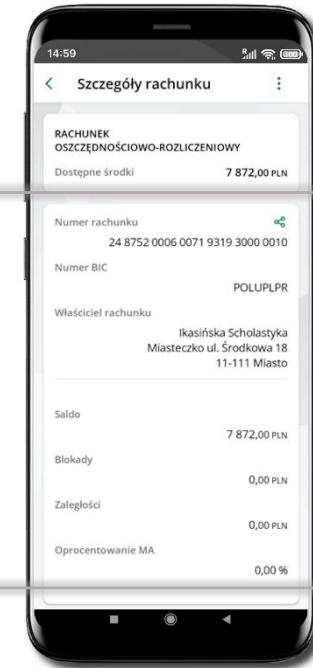 14:59
Szczegóły rachunku
RACHUNEK
OSZCZĘDNOŚCIOWO-ROZLICZENIOWY
Dostępne środki 7 872,00 PLN
Numer rachunku
24 8752 0006 0071 9319 3000 0010
Numer BIC
POLUPLPR
Właściciel rachunku
Ikasińska Scholastyka
Miasteczko ul. Środkowa 18
11-111 Miasto
Saldo
7 872,00 PLN
Blokady
0,00 PLN
Zaległości
0,00 PLN
Oprocentowanie MA
0,00 %